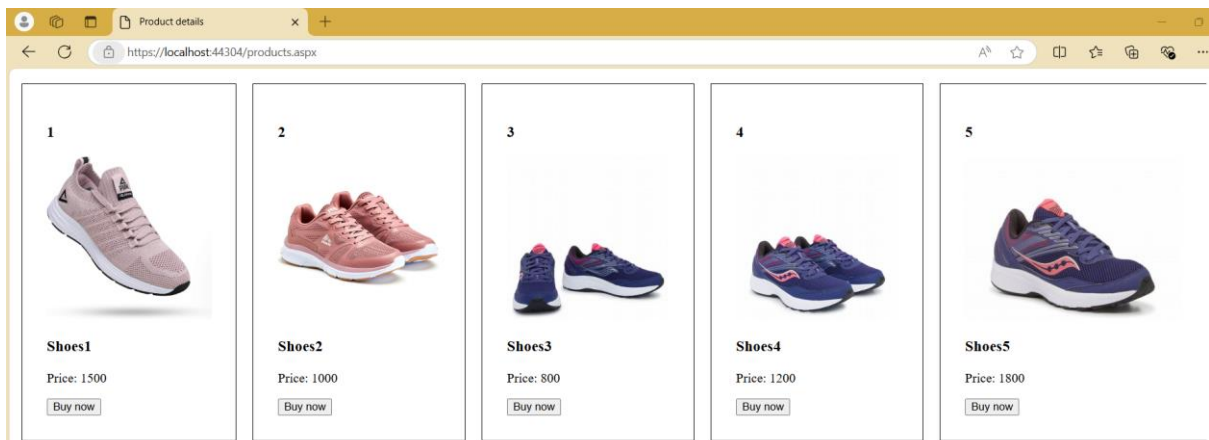 Product details
https://localhost:44304/products.aspx
1
2
3
4
5
Shoes1
Shoes2
Shoes3
Shoes4
Shoes5
Price: 1500
Price: 1000
Price: 800
Price: 1200
Price: 1800
Buy now
Buy now
Buy now
Buy now
Buy now